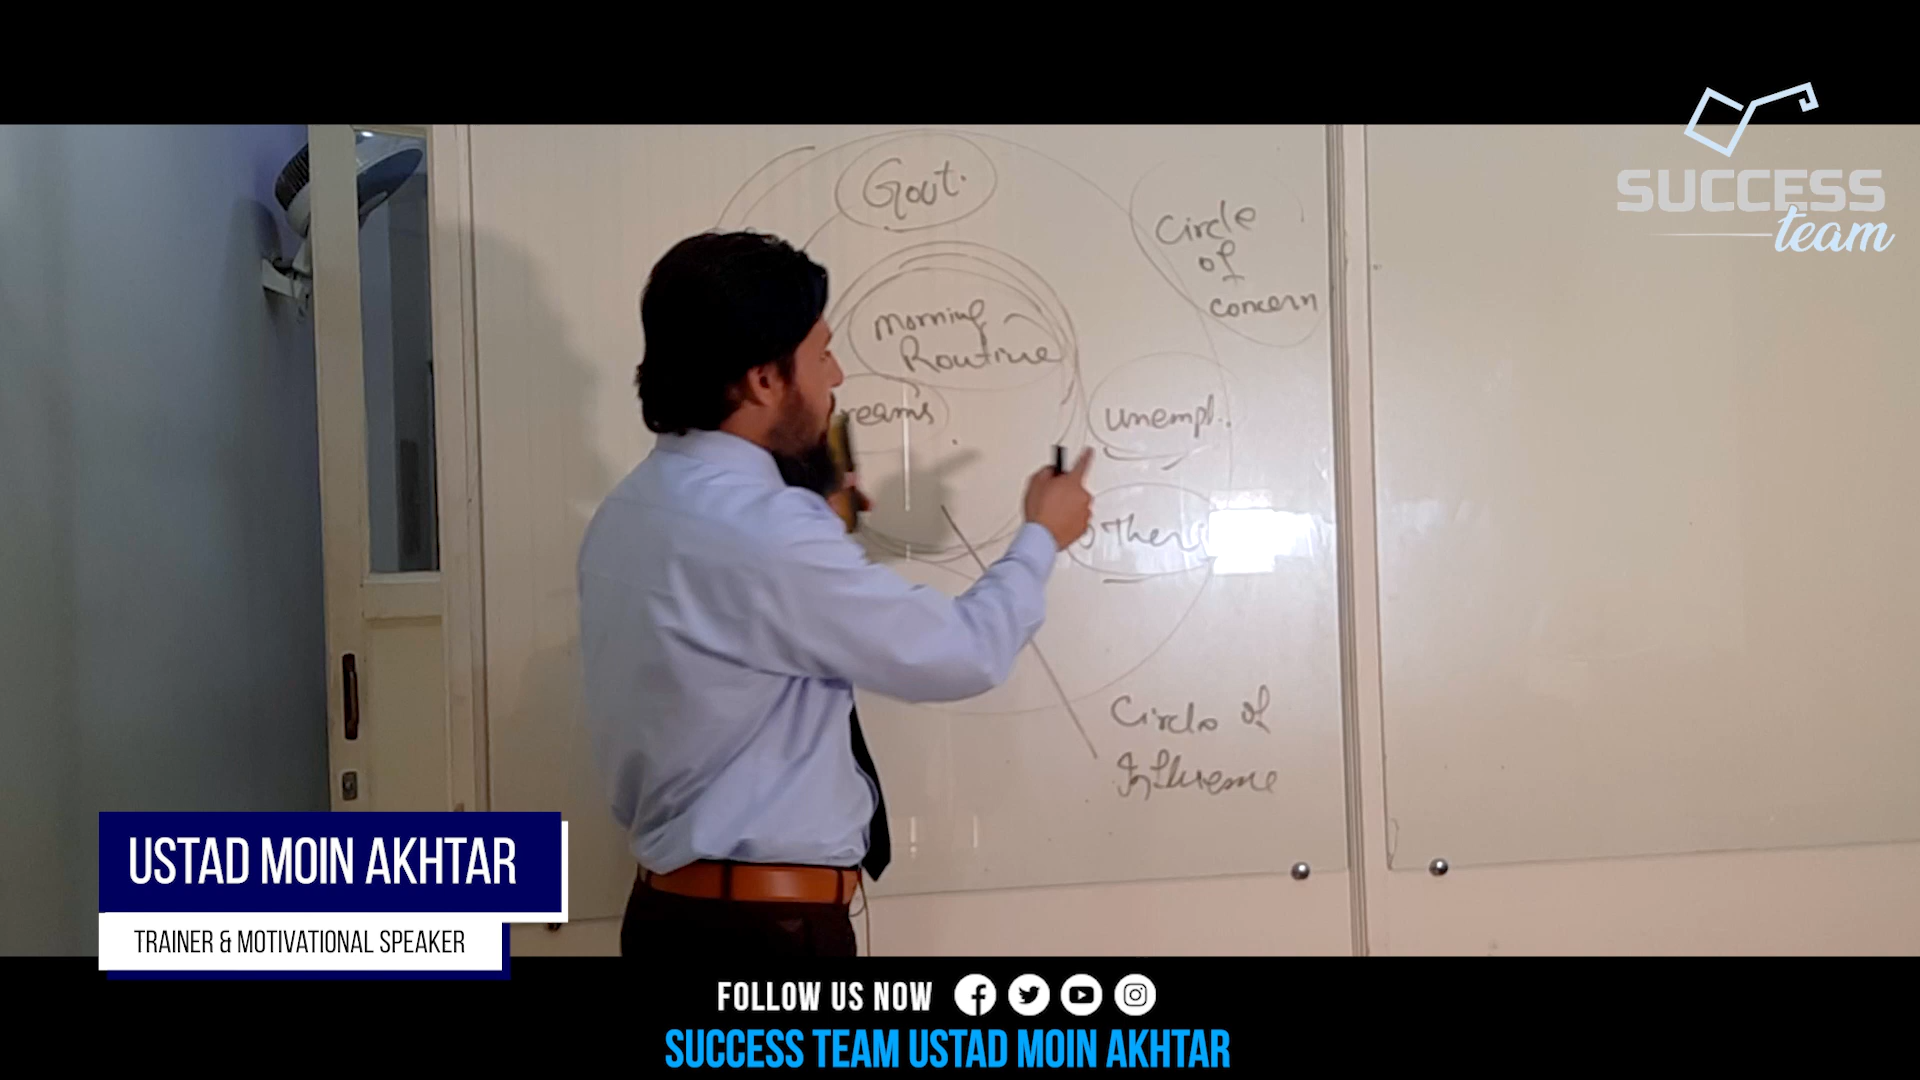 SUCCESS
team
Govt.
Circle
of
concern
Morning
Routine
reams
unempl.
Others
Circle of
Influence
USTAD MOIN AKHTAR
TRAINER & MOTIVATIONAL SPEAKER
FOLLOW US NOW
SUCCESS TEAM USTAD MOIN AKHTAR